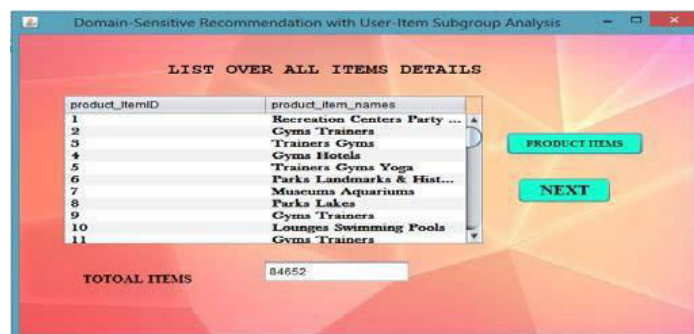 Domain-Sensitive Recommendation with User-Item Subgroup Analysis
LIST OVER ALL ITEMS DETAILS
product_ItemID product_item_names
1 Recreation Centers Party ...
2 Gyms Trainers
3 Trainers Gyms
4 Gyms Hotels
5 Trainers Gyms Yoga
6 Parks Landmarks & Hist...
7 Museums Aquariums
8 Parks Lakes
9 Gyms Trainers
10 Lounges Swimming Pools
11 Gyms Trainers
PRODUCT ITEMS
NEXT
TOTOAL ITEMS 84652